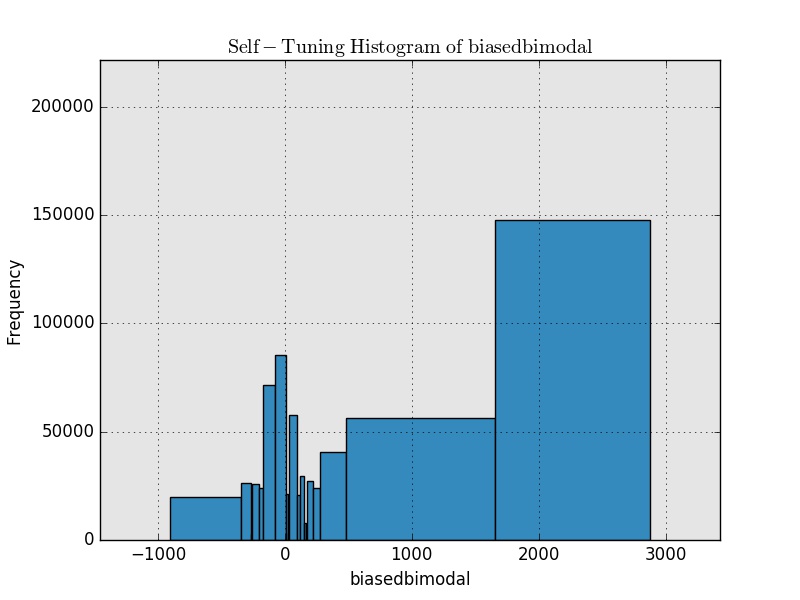 Self − Tuning Histogram of biasedbimodal
200000
150000
100000
50000
0
Frequency
−1000 0 1000 2000 3000
biasedbimodal